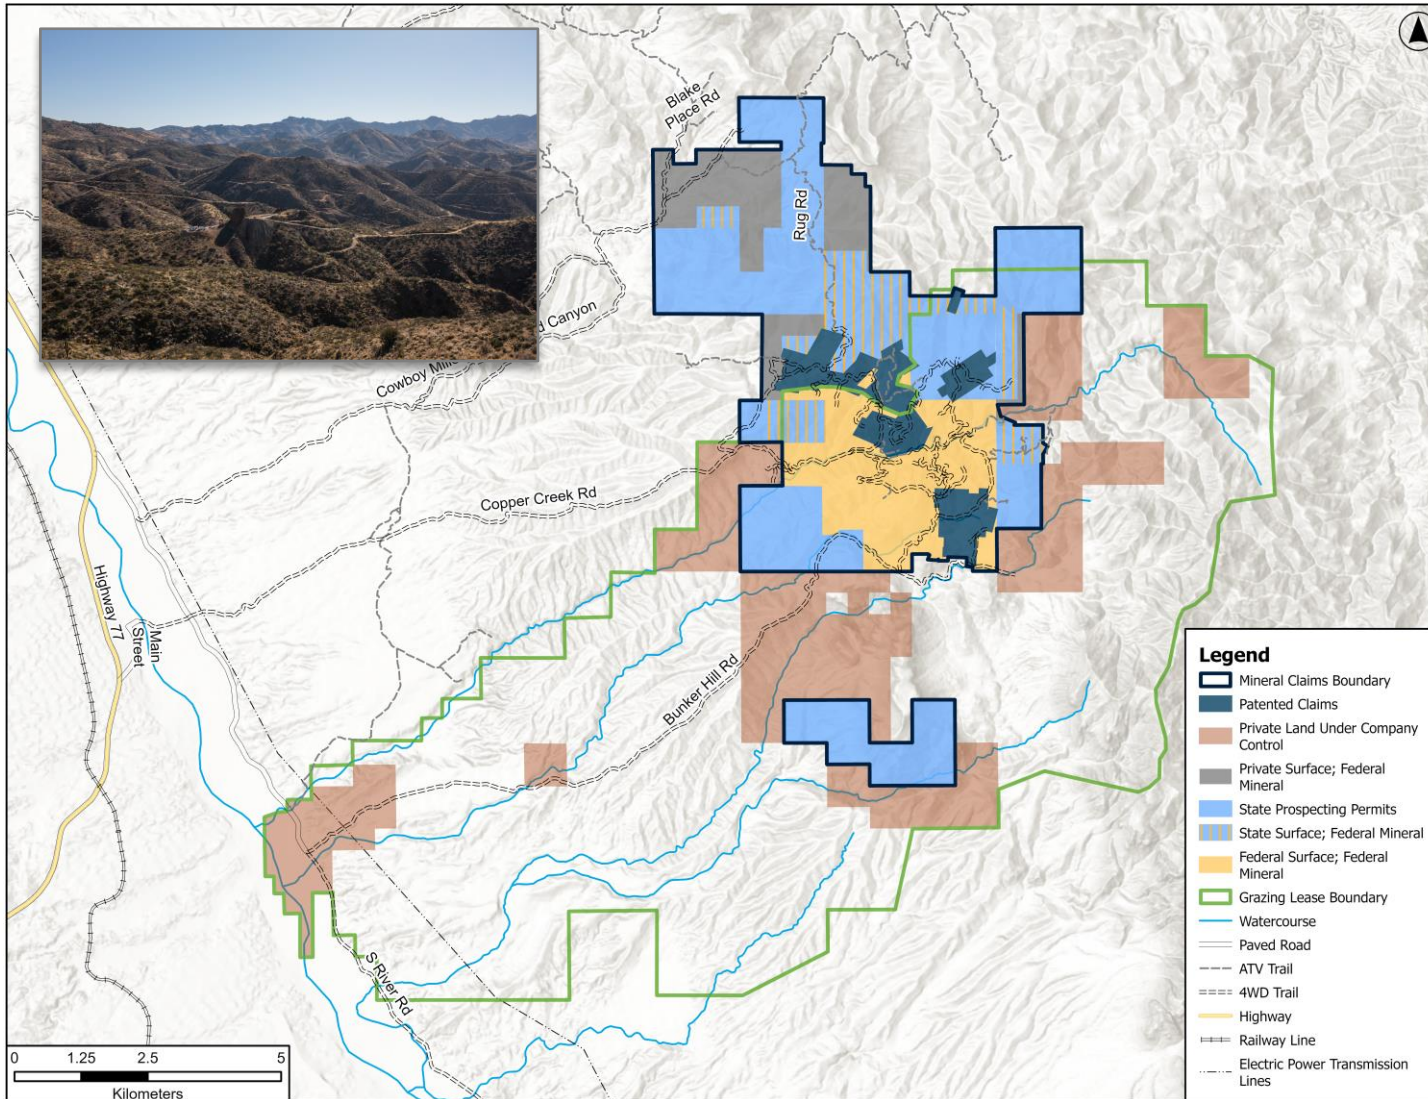 Blake
Place Rd
Rug Rd
Cowboy
d Canyon
Copper Creek Rd
Highway 77
Main
Street
Bunker Hill Rd
S River Rd
Legend
Mineral Claims Boundary
Patented Claims
Private Land Under Company
Control
Private Surface; Federal
Mineral
State Prospecting Permits
State Surface; Federal Mineral
Federal Surface; Federal
Mineral
Grazing Lease Boundary
Watercourse
Paved Road
ATV Trail
4WD Trail
Highway
Railway Line
Electric Power Transmission
Lines
0 1.25 2.5 5
Kilometers